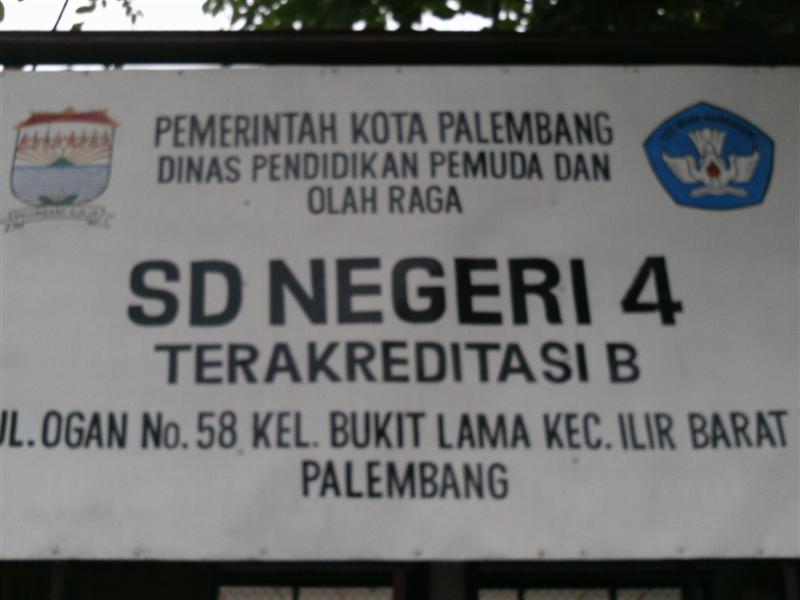 PEMERINTAH KOTA PALEMBANG
DINAS PENDIDIKAN PEMUDA DAN
OLAH RAGA
SD NEGERI 4
TERAKREDITASI B
JL. OGAN No. 58 KEL. BUKIT LAMA KEC. ILIR BARAT
PALEMBANG